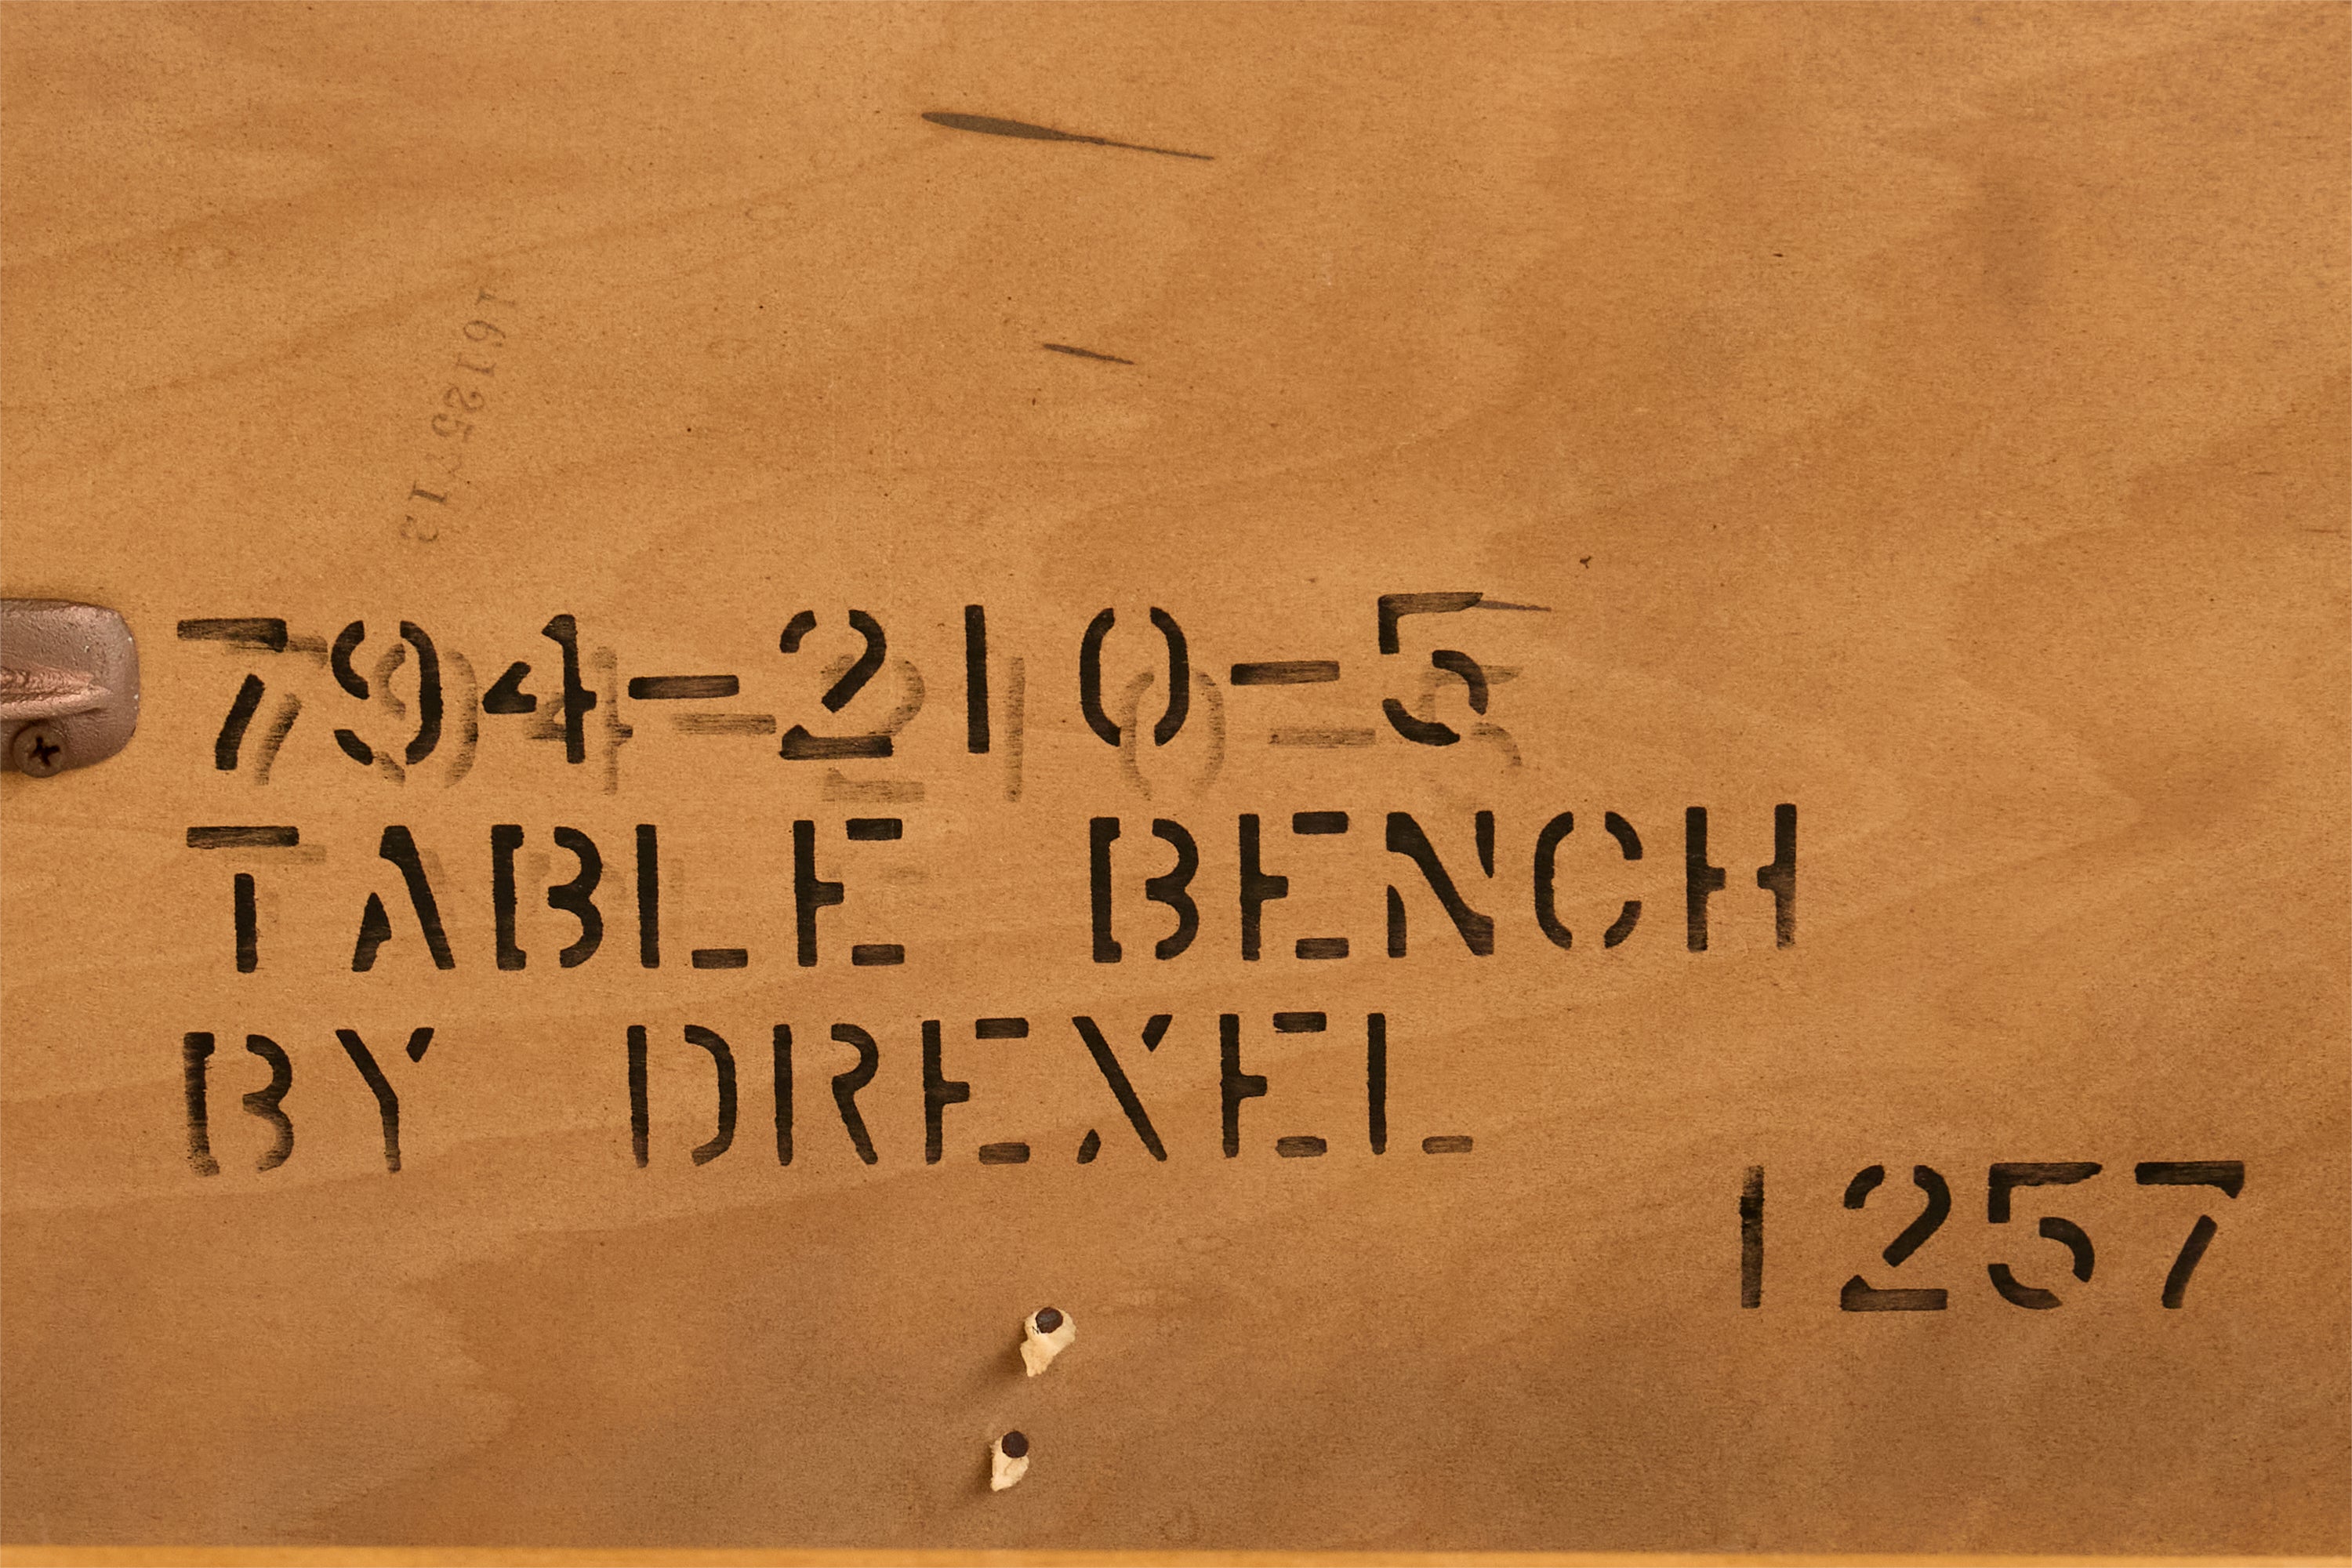 794-210-5
TABLE BENCH
BY DREXEL
1257